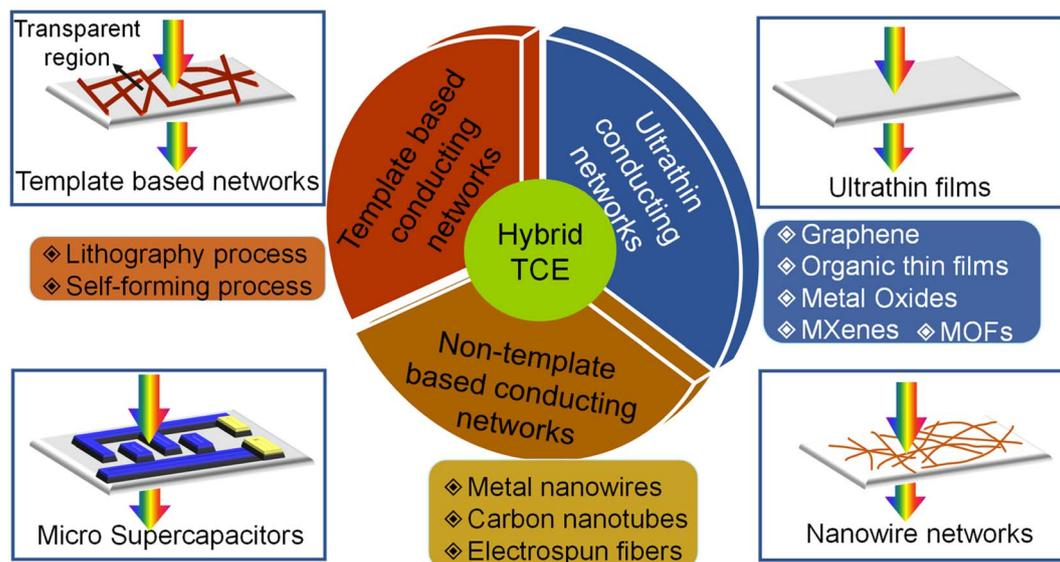 Transparent
region
Template based networks
◈ Lithography process
◈ Self-forming process
Micro Supercapacitors
Template based
conducting
networks
Ultrathin
conducting
networks
Hybrid
TCE
Non-template
based conducting
networks
◈ Metal nanowires
◈ Carbon nanotubes
◈ Electrospun fibers
Ultrathin films
◈ Graphene
◈ Organic thin films
◈ Metal Oxides
◈ MXenes ◈ MOFs
Nanowire networks